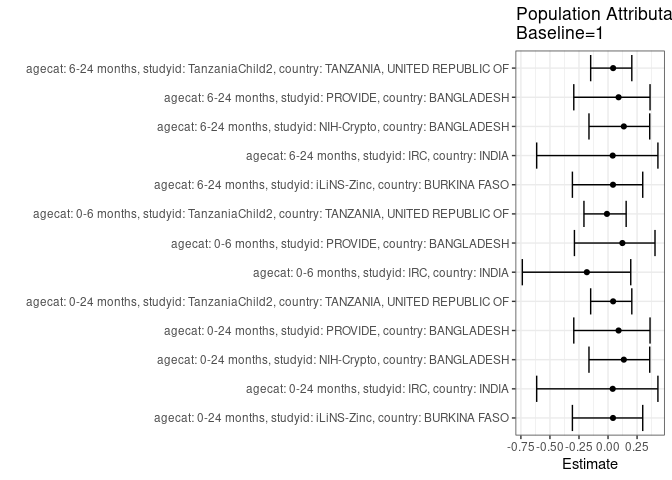 Population Attributa
Baseline=1
agecat: 6-24 months, studyid: TanzaniaChild2, country: TANZANIA, UNITED REPUBLIC OF
agecat: 6-24 months, studyid: PROVIDE, country: BANGLADESH
agecat: 6-24 months, studyid: NIH-Crypto, country: BANGLADESH
agecat: 6-24 months, studyid: IRC, country: INDIA
agecat: 6-24 months, studyid: iLiNS-Zinc, country: BURKINA FASO
agecat: 0-6 months, studyid: TanzaniaChild2, country: TANZANIA, UNITED REPUBLIC OF
agecat: 0-6 months, studyid: PROVIDE, country: BANGLADESH
agecat: 0-6 months, studyid: IRC, country: INDIA
agecat: 0-24 months, studyid: TanzaniaChild2, country: TANZANIA, UNITED REPUBLIC OF
agecat: 0-24 months, studyid: PROVIDE, country: BANGLADESH
agecat: 0-24 months, studyid: NIH-Crypto, country: BANGLADESH
agecat: 0-24 months, studyid: IRC, country: INDIA
agecat: 0-24 months, studyid: iLiNS-Zinc, country: BURKINA FASO
-0.75 -0.50 -0.25 0.00 0.25
Estimate